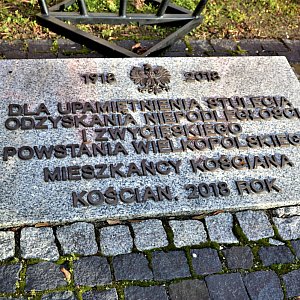 1918 2018
DLA UPAMIĘTNIENIA STULECIA
ODZYSKANIA NIEPODLEGŁOŚCI
I ZWYCIĘSKIEGO
POWSTANIA WIELKOPOLSKIEGO
MIESZKAŃCY KOŚCIANA
KOŚCIAN, 2018 ROK